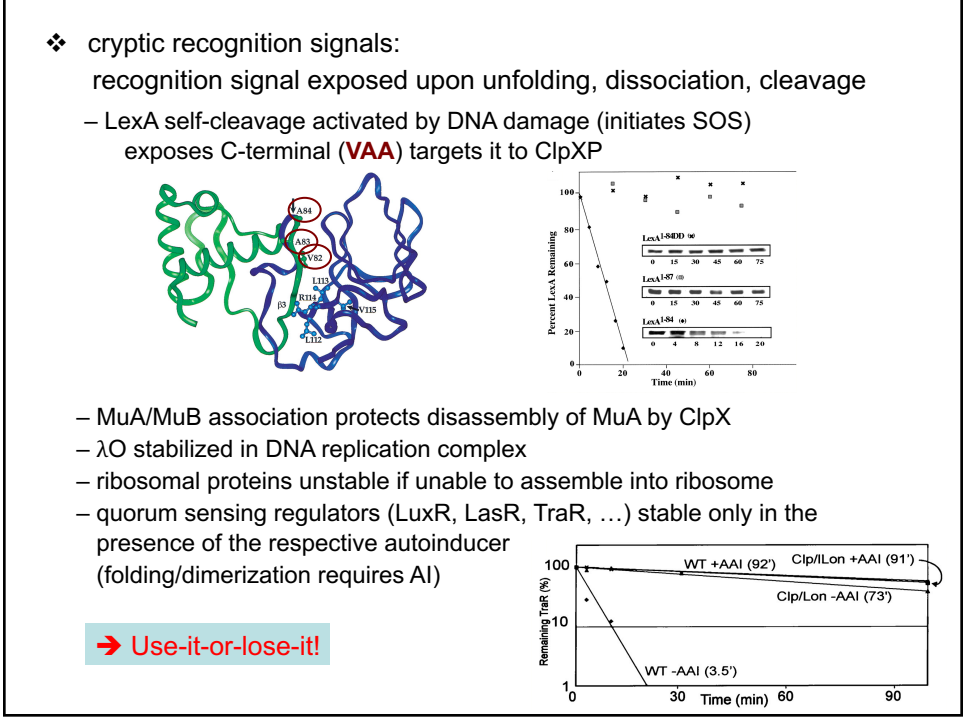 ❖ cryptic recognition signals:
recognition signal exposed upon unfolding, dissociation, cleavage
– LexA self-cleavage activated by DNA damage (initiates SOS)
exposes C-terminal (VAA) targets it to ClpXP
A84
A83
V82
L113
R114
β3
V115
L112
Percent LexA Remaining
100
80
60
40
20
0
LexA1-84DD (✖)
0 15 30 45 60 75
LexA1-87
0 15 30 45 60 75
LexA1-84 (♦)
0 4 8 12 16 20
0 20 40 60 80
Time (min)
– MuA/MuB association protects disassembly of MuA by ClpX
– λO stabilized in DNA replication complex
– ribosomal proteins unstable if unable to assemble into ribosome
– quorum sensing regulators (LuxR, LasR, TraR, …) stable only in the
presence of the respective autoinducer
(folding/dimerization requires AI)
➔ Use-it-or-lose-it!
Remaining TraR (%)
100
10
1
WT +AAI (92')
Clp/lLon +AAI (91')
Clp/Lon -AAI (73')
WT -AAI (3.5')
0 30 60 90
Time (min)